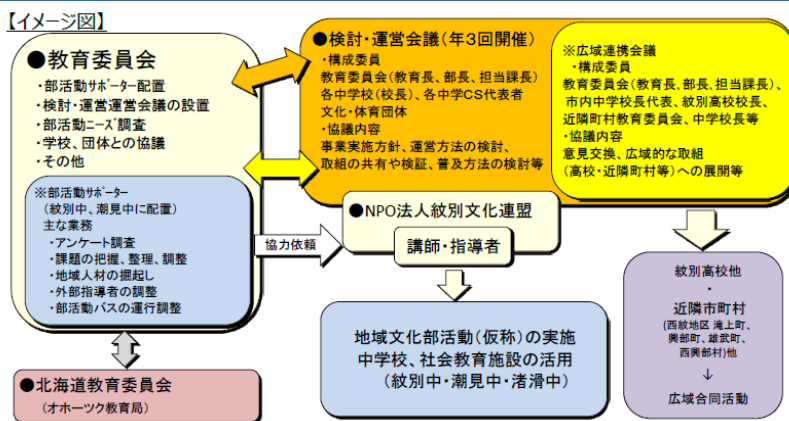 【イメージ図】
●教育委員会
・部活動サポーター配置
・検討・運営運営会議の設置
・部活動ニーズ調査
・学校、団体との協議
・その他
※部活動サポーター
(紋別中、潮見中に配置)
主な業務
・アンケート調査
・課題の把握、整理、調整
・地域人材の掘起し
・外部指導者の調整
・部活動バスの運行調整
●北海道教育委員会
(オホーツク教育局)
●検討・運営会議(年3回開催)
・構成委員
教育委員会(教育長、部長、担当課長)
各中学校(校長)、各中学CS代表者
文化・体育団体
・協議内容
事業実施方針、運営方法の検討、
取組の共有や検証、普及方法の検討等
※広域連携会議
・構成委員
教育委員会(教育長、部長、担当課長)、
市内中学校長代表、紋別高校校長、
近隣町村教育委員会、中学校長等
・協議内容
意見交換、広域的な取組
(高校・近隣町村等)への展開等
協力依頼
●NPO法人紋別文化連盟
講師・指導者
地域文化部活動(仮称)の実施
中学校、社会教育施設の活用
(紋別中・潮見中・渚滑中)
紋別高校他
・
近隣市町村
(西紋地区 滝上町、
興部町、雄武町、
西興部村)他
↓
広域合同活動